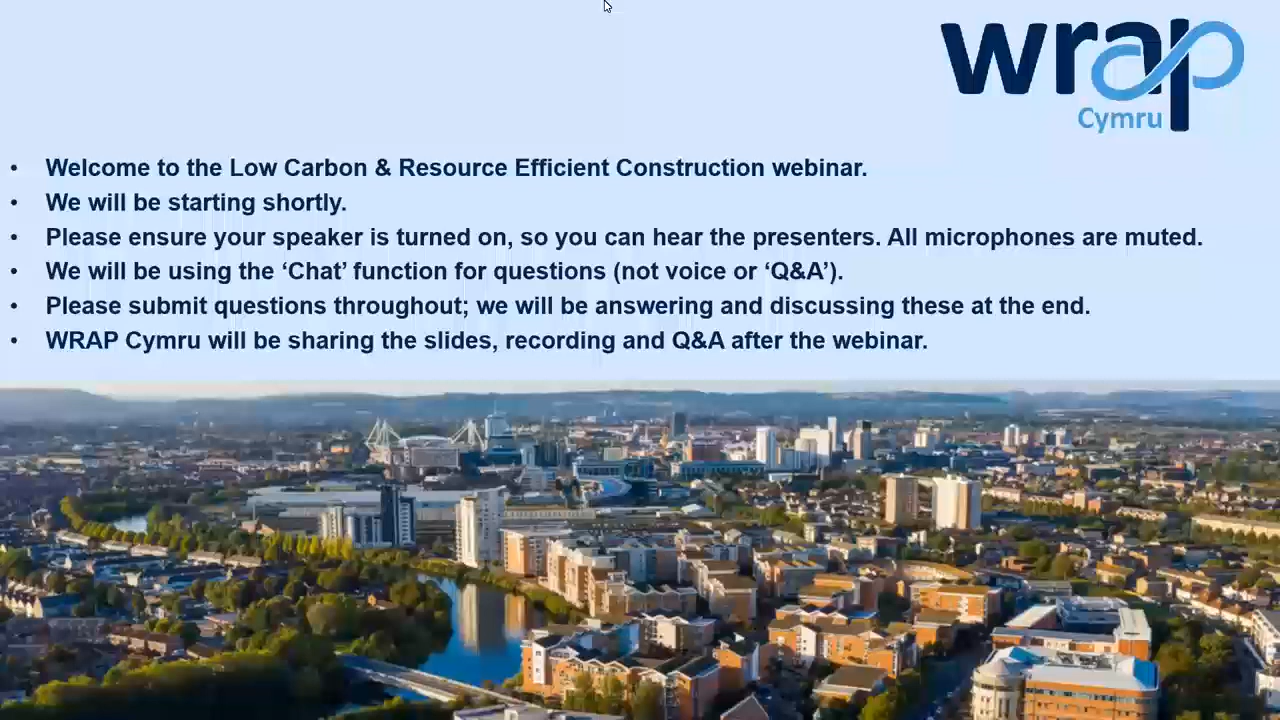 wrap
Cymru
• Welcome to the Low Carbon & Resource Efficient Construction webinar.
• We will be starting shortly.
• Please ensure your speaker is turned on, so you can hear the presenters. All microphones are muted.
• We will be using the ‘Chat’ function for questions (not voice or ‘Q&A’).
• Please submit questions throughout; we will be answering and discussing these at the end.
• WRAP Cymru will be sharing the slides, recording and Q&A after the webinar.